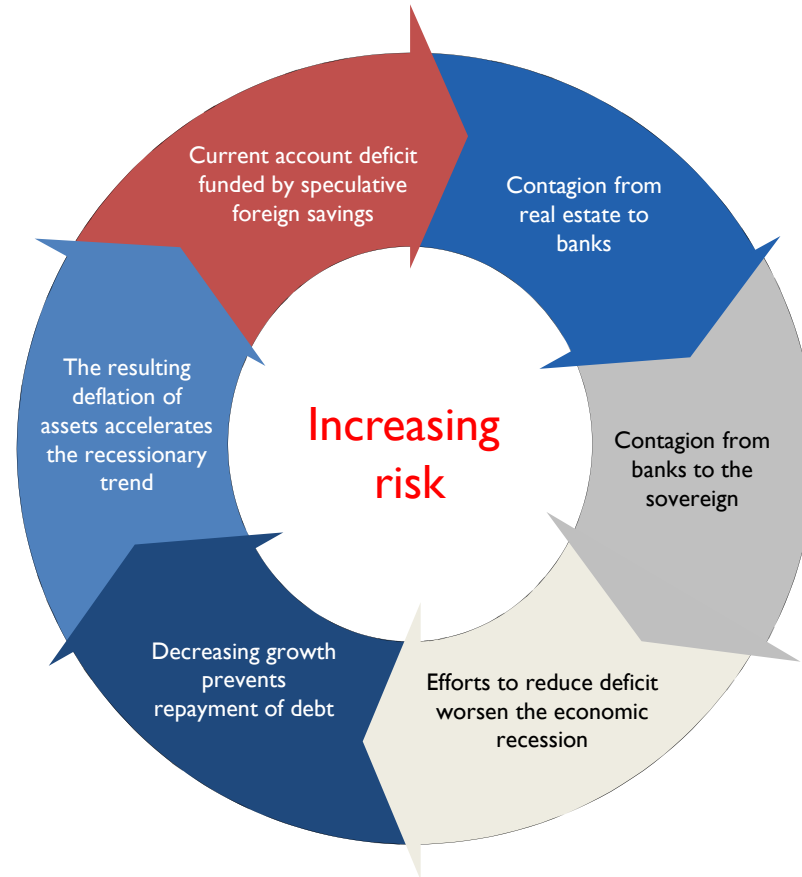 Current account deficit
funded by speculative
foreign savings
Contagion from
real estate to
banks
Contagion from
banks to the
sovereign
Efforts to reduce deficit
worsen the economic
recession
Decreasing growth
prevents
repayment of debt
The resulting
deflation of
assets accelerates
the recessionary
trend
Increasing
risk